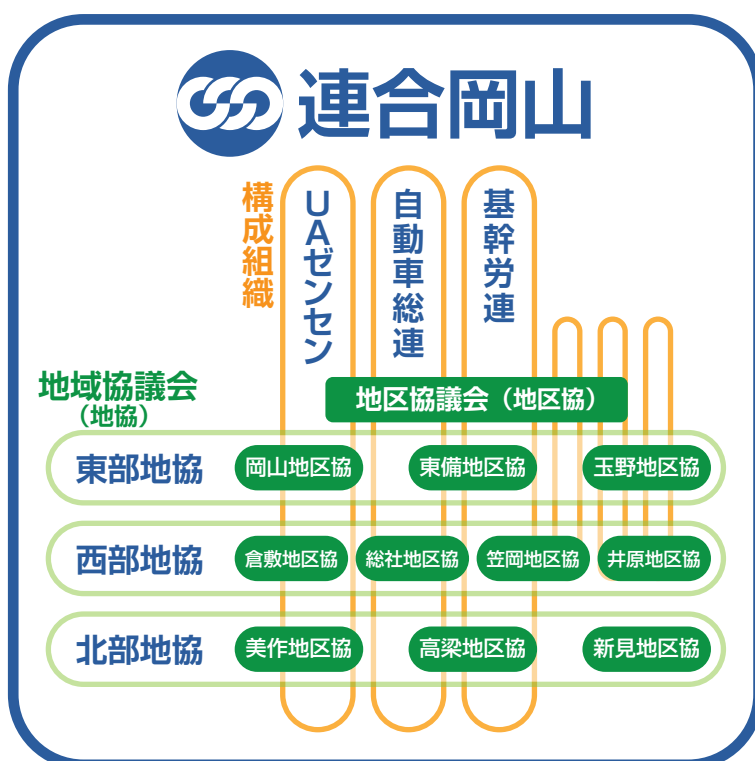 連合岡山
構成組織
UAゼンセン
自動車総連
基幹労連
地域協議会
（地協）
地区協議会（地区協）
東部地協
岡山地区協
東備地区協
玉野地区協
西部地協
倉敷地区協
総社地区協
笠岡地区協
井原地区協
北部地協
美作地区協
高梁地区協
新見地区協